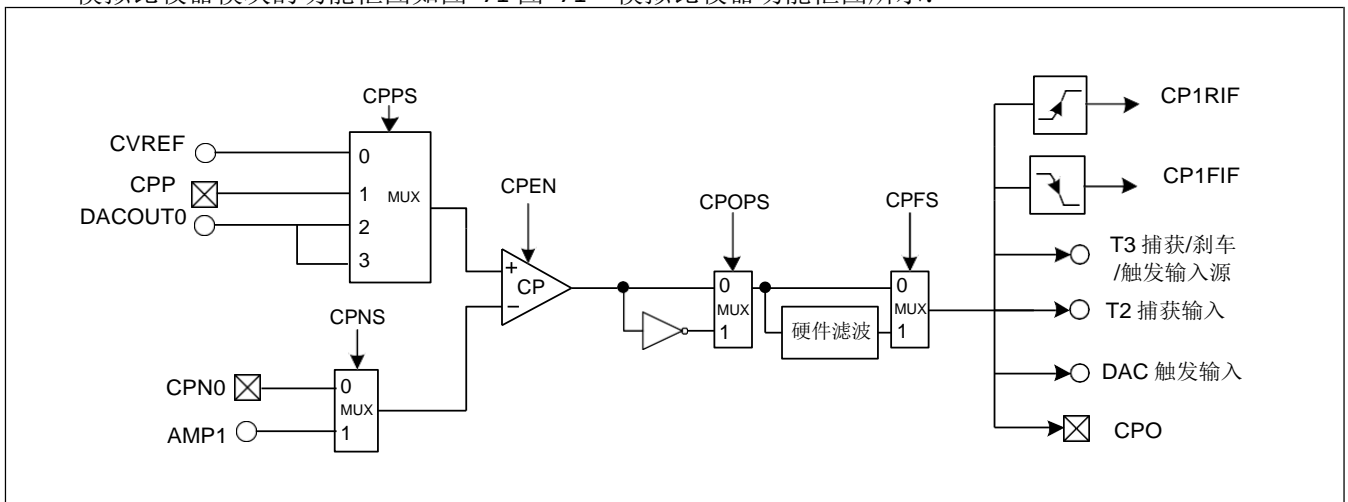 CPPS
CVREF
0
CPP
1
MUX
DACOUT0
2
3
CPEN
+
CP
−
CPNS
CPN0
0
MUX
AMP1
1
CPOPS
0
MUX
1
硬件滤波
CPFS
0
MUX
1
CP1RIF
CP1FIF
T3 捕获/刹车
/触发输入源
T2 捕获输入
DAC 触发输入
CPO